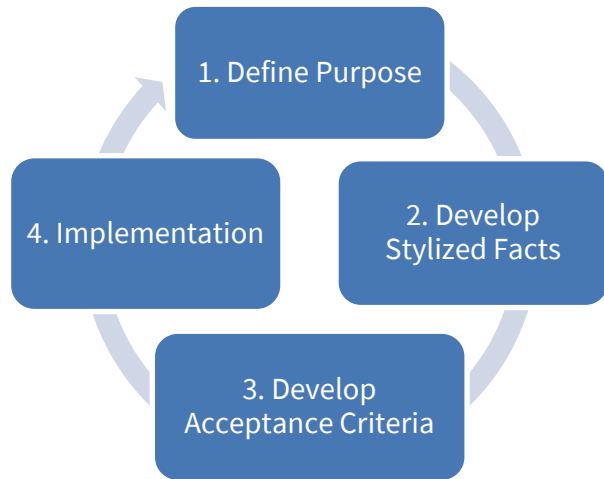 1. Define Purpose
2. Develop
Stylized Facts
3. Develop
Acceptance Criteria
4. Implementation